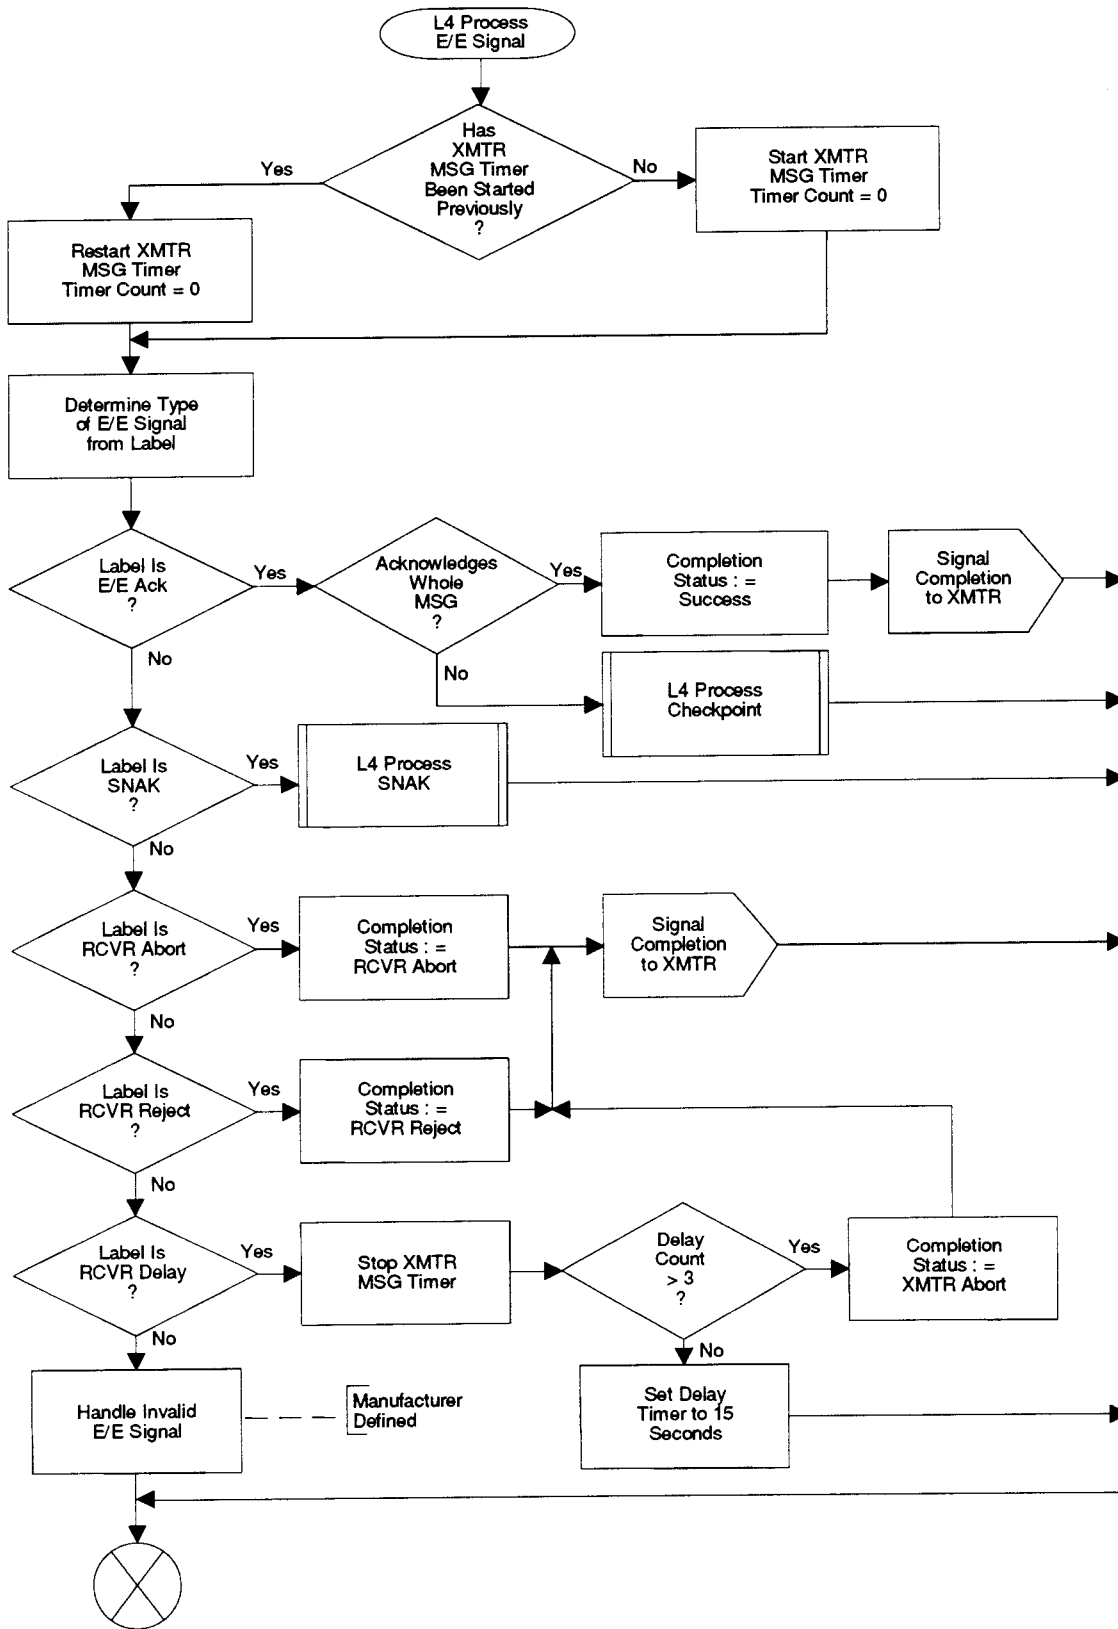 L4 Process
E/E Signal
Has
XMTR
MSG Timer
Been Started
Previously
?
Yes
No
Start XMTR
MSG Timer
Timer Count = 0
Restart XMTR
MSG Timer
Timer Count = 0
Determine Type
of E/E Signal
from Label
Label Is
E/E Ack
?
Yes
No
Acknowledges
Whole
MSG
?
Yes
No
Completion
Status : =
Success
Signal
Completion
to XMTR
L4 Process
Checkpoint
Label Is
SNAK
?
Yes
No
L4 Process
SNAK
Label Is
RCVR Abort
?
Yes
No
Completion
Status : =
RCVR Abort
Signal
Completion
to XMTR
Label Is
RCVR Reject
?
Yes
No
Completion
Status : =
RCVR Reject
Label Is
RCVR Delay
?
Yes
No
Stop XMTR
MSG Timer
Delay
Count
> 3
?
Yes
No
Completion
Status : =
XMTR Abort
Set Delay
Timer to 15
Seconds
Handle Invalid
E/E Signal
Manufacturer
Defined